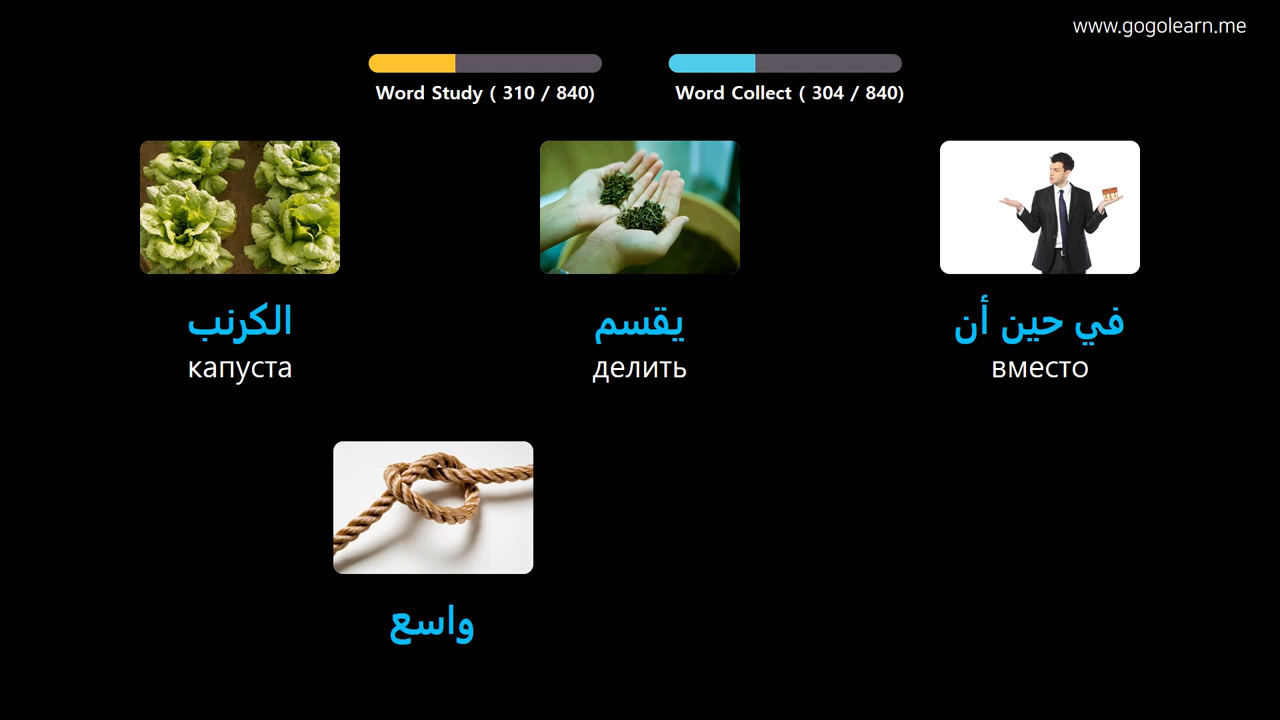 www.gogolearn.me
Word Study ( 310 / 840)
Word Collect ( 304 / 840)
الكرنب
капуста
يقسم
делить
في حين أن
вместо
واسع